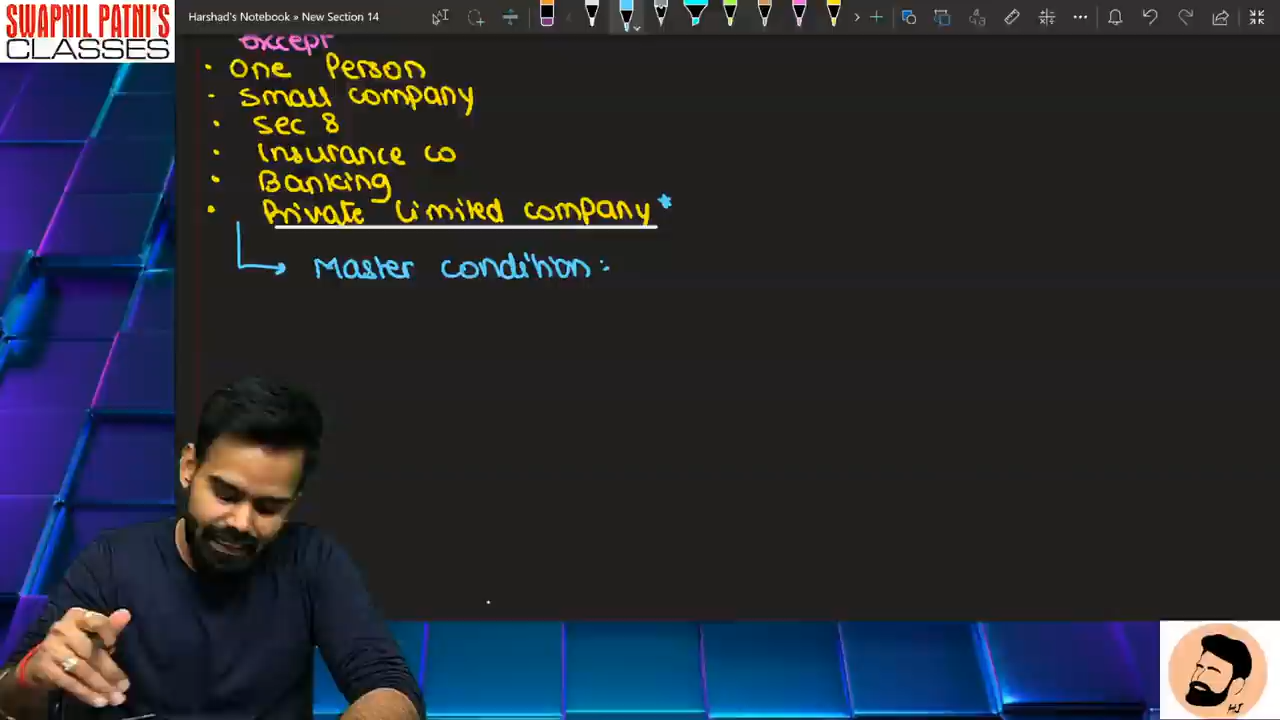 SWAPNIL PATNI'S
CLASSES
Harshad's Notebook » New Section 14
except
• One Person
• Small company
• Sec 8
• Insurance co
• Banking
• Private Limited company *
Master condition:
HJ